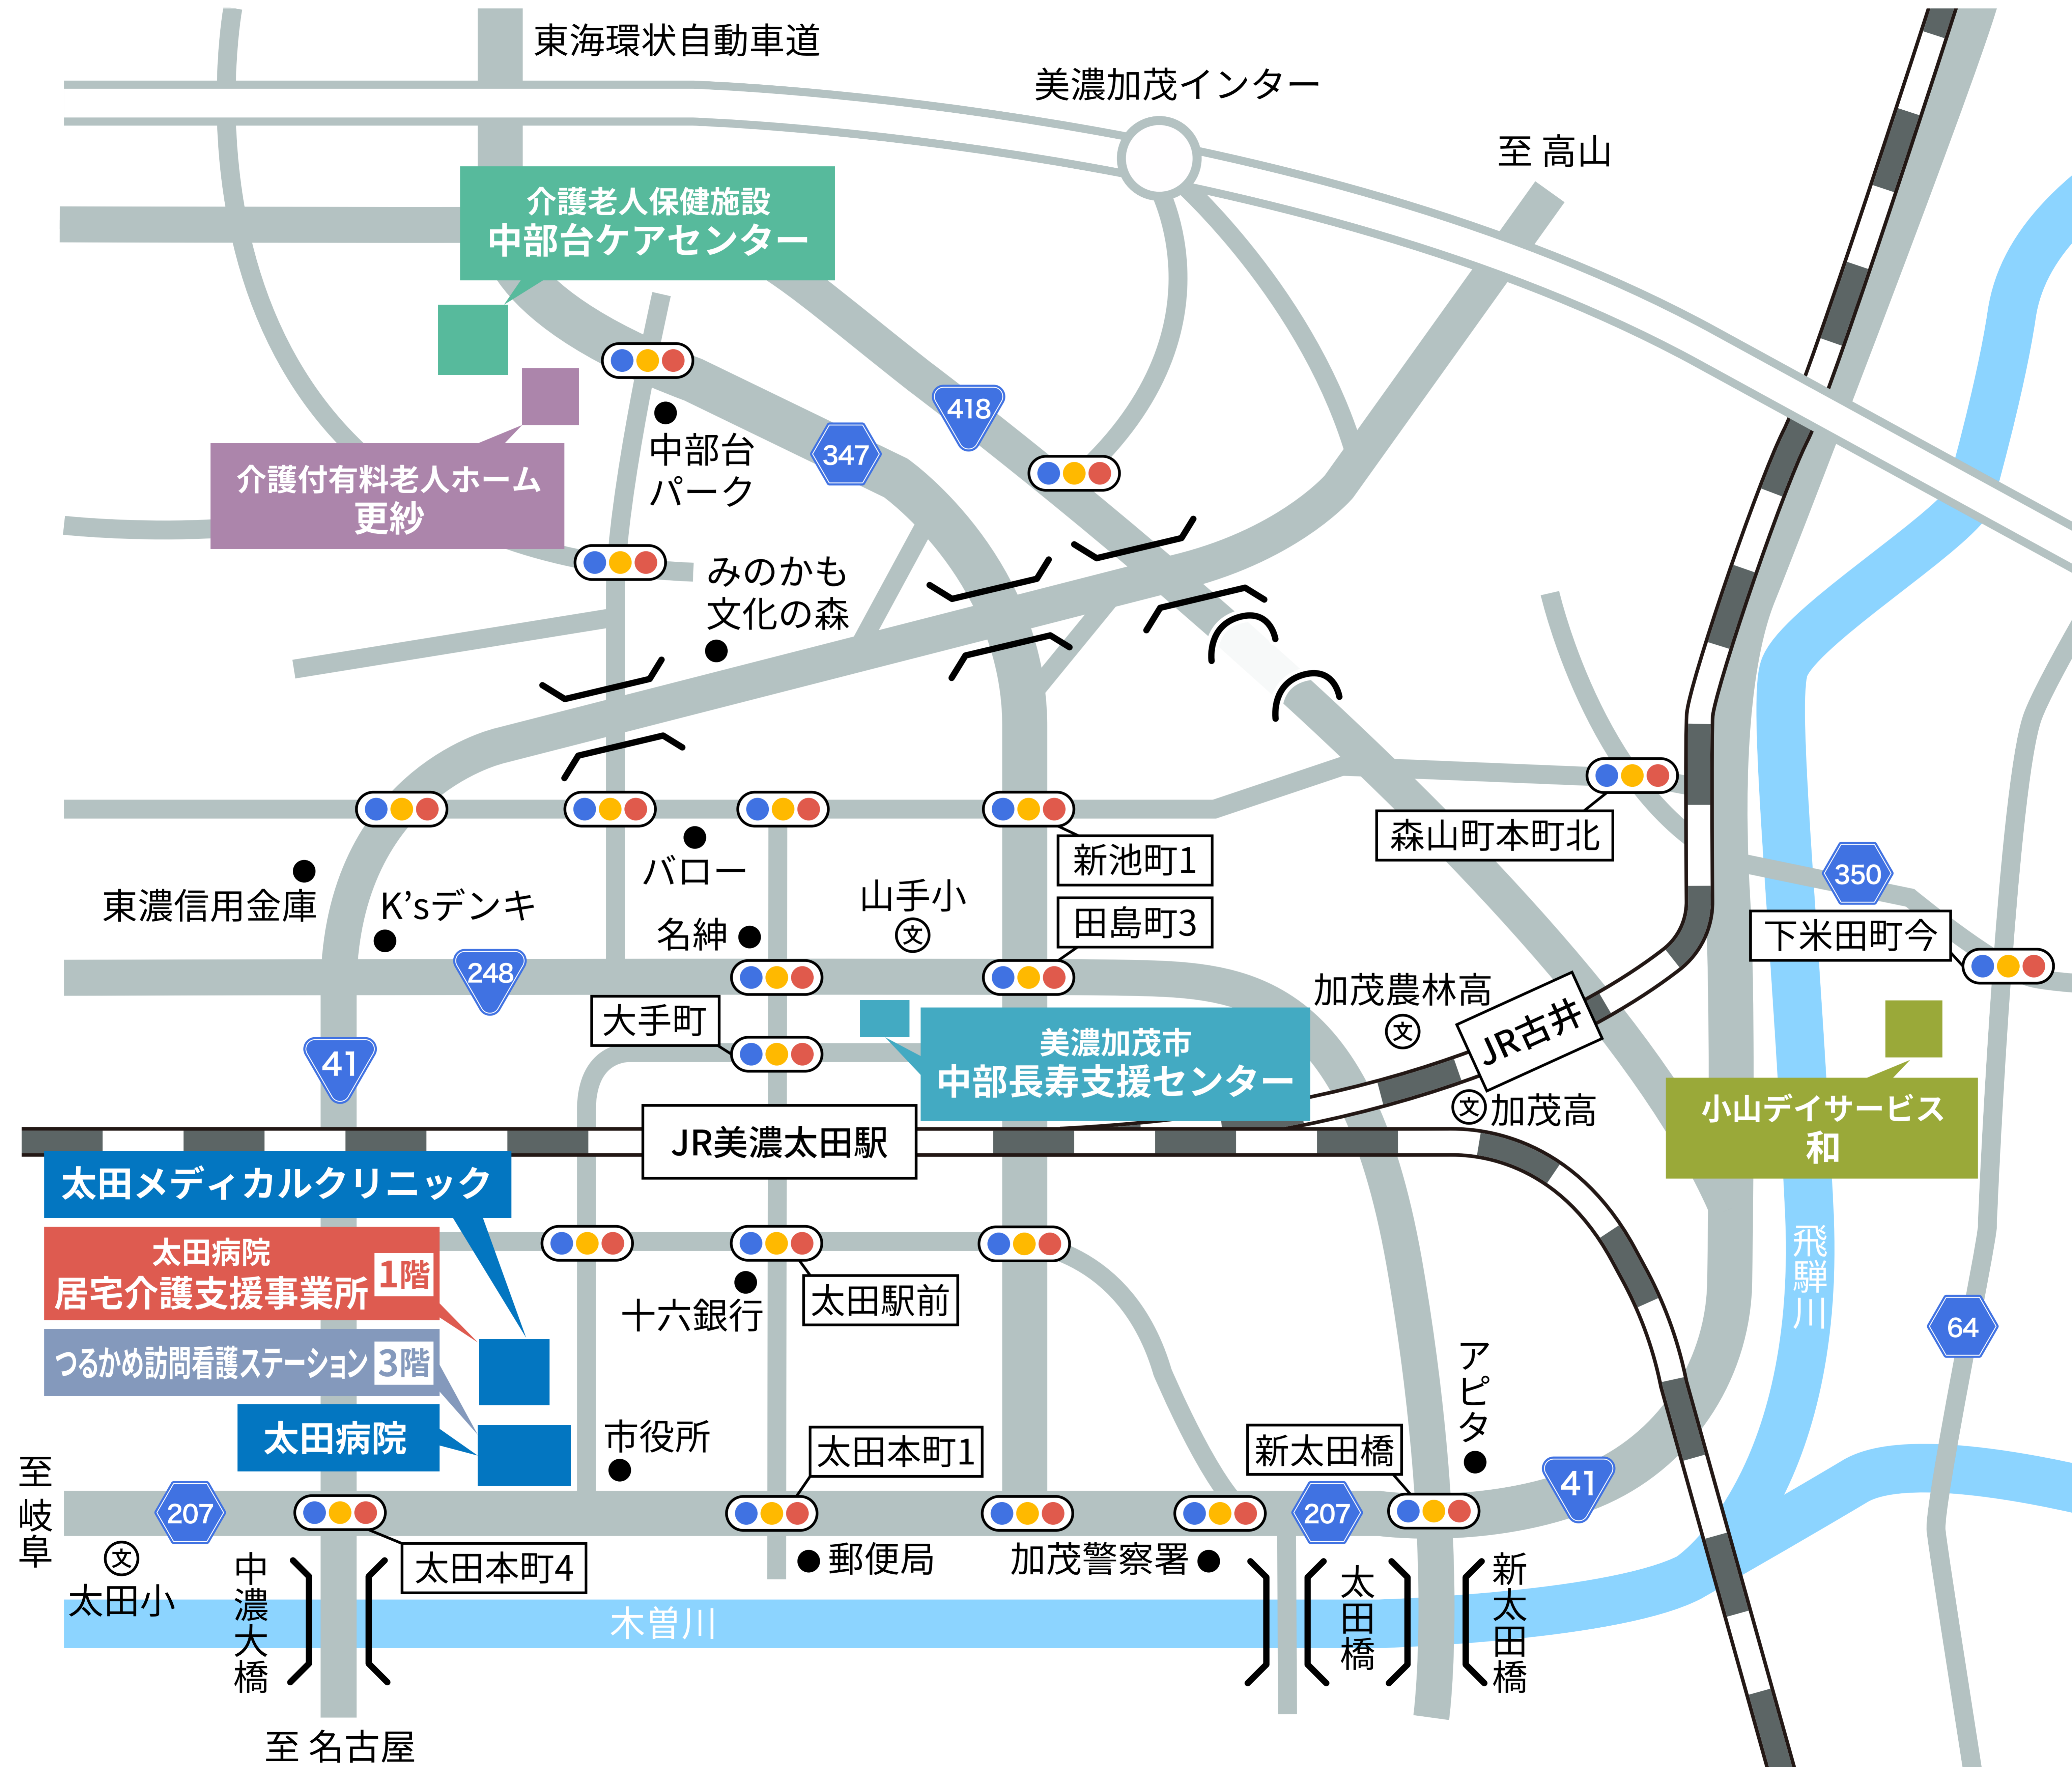 東海環状自動車道
美濃加茂インター
至 高山
介護老人保健施設
中部台ケアセンター
418
347
中部台
パーク
介護付有料老人ホーム
更紗
みのかも
文化の森
新池町1
森山町本町北
バロー
東濃信用金庫
K'sデンキ
山手小
文
田島町3
350
下米田町今
名紳
248
大手町
加茂農林高
文
JR古井
美濃加茂市
中部長寿支援センター
41
文
加茂高
小山デイサービス
和
JR美濃太田駅
太田メディカルクリニック
太田病院
居宅介護支援事業所
1階
太田駅前
十六銀行
飛騨川
64
つるかめ訪問看護ステーション
3階
アピタ
太田病院
市役所
太田本町1
新太田橋
41
至 岐阜
207
207
文
太田小
中濃大橋
太田本町4
郵便局
加茂警察署
太田橋
新太田橋
木曽川
至 名古屋